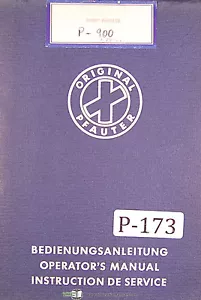 P-900
ORIGINAL
PFAUTER
P-173
BEDIENUNGSANLEITUNG
OPERATOR'S MANUAL
INSTRUCTION DE SERVICE